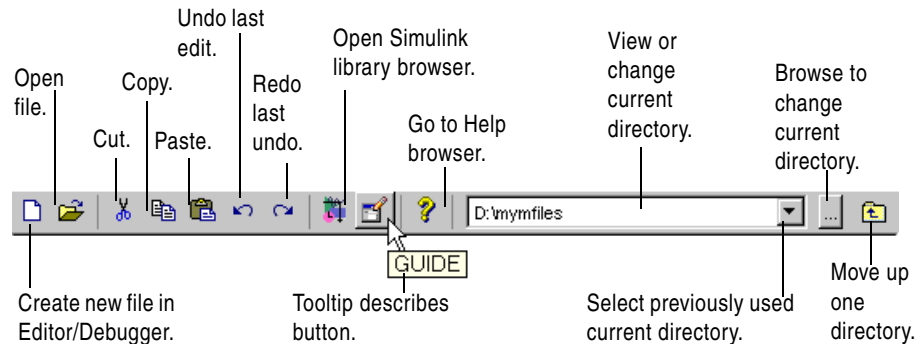 Undo last
edit.
Open Simulink
library browser.
View or
change
current
directory.
Browse to
change
current
directory.
Open
file.
Copy.
Redo
last
undo.
Go to Help
browser.
Cut.
Paste.
D:\mymfiles
...
GUIDE
Create new file in
Editor/Debugger.
Tooltip describes
button.
Select previously used
current directory.
Move up
one
directory.